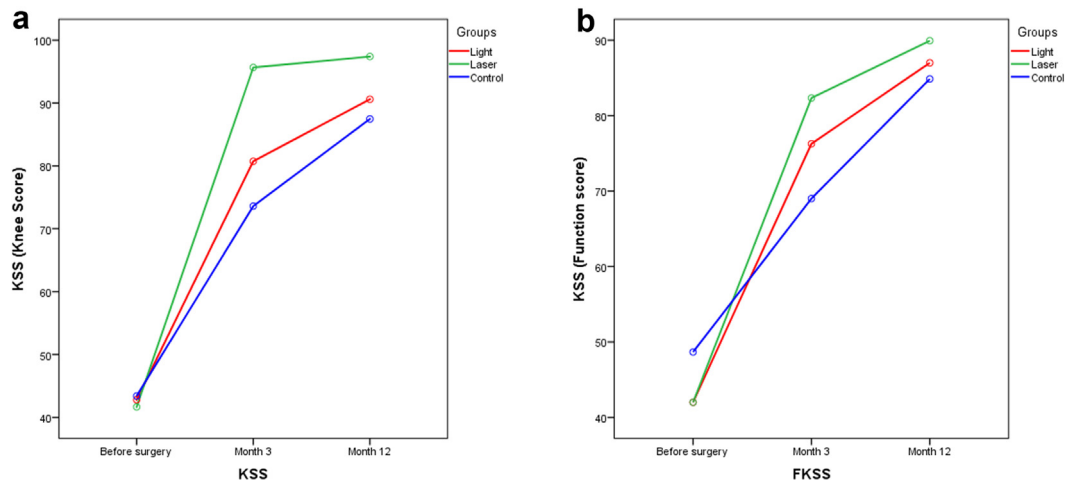 a
Groups
Light
Laser
Control
100
90
80
70
60
50
40
KSS (Knee Score)
Before surgery
Month 3
Month 12
KSS
b
Groups
Light
Laser
Control
90
80
70
60
50
40
KSS (Function score)
Before surgery
Month 3
Month 12
FKSS